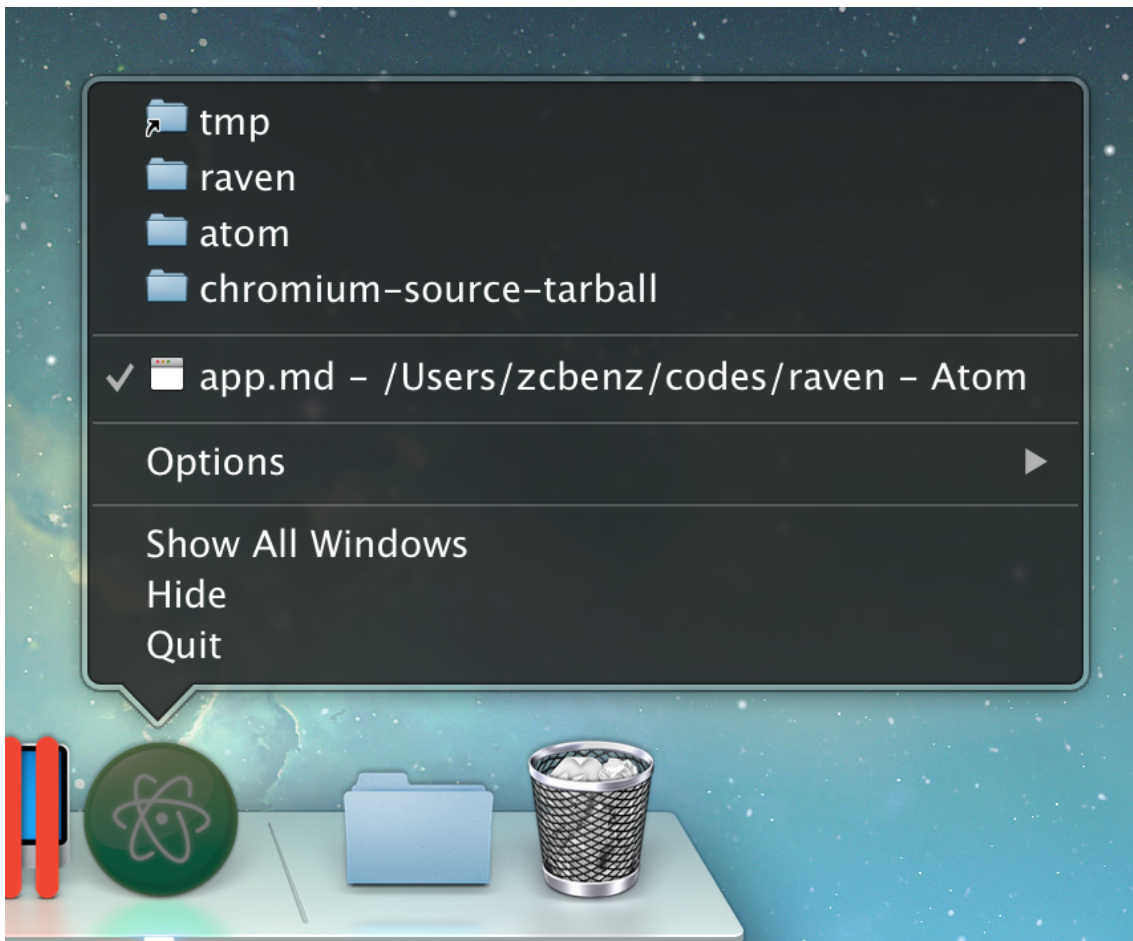 tmp
raven
atom
chromium-source-tarball
app.md – /Users/zcbenz/codes/raven – Atom
Options
Show All Windows
Hide
Quit